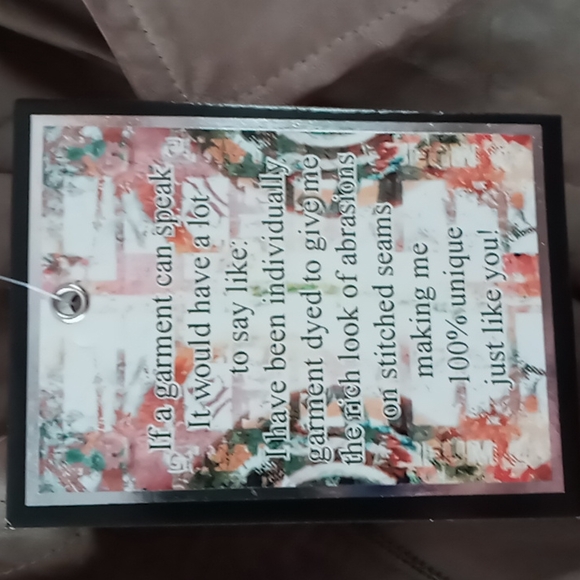 If a garment can speak
It would have a lot
to say like:
I have been individually
garment dyed to give me
the rich look of abrasions
on stitched seams
making me
100% unique
just like you!